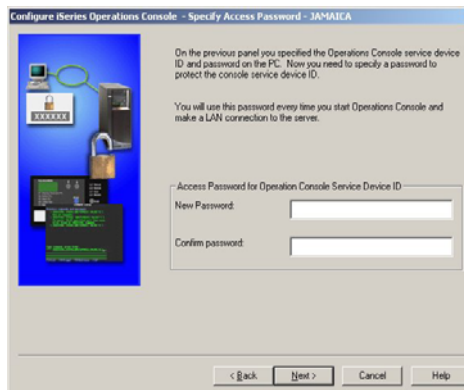 Configure iSeries Operations Console - Specify Access Password - JAMAICA
On the previous panel you specified the Operations Console service device
ID and password on the PC. Now you need to specify a password to
protect the console service device ID.
You will use this password every time you start Operations Console and
make a LAN connection to the server.
XXXXXX
Access Password for Operation Console Service Device ID
New Password:
Confirm password:
< Back
Next >
Cancel
Help